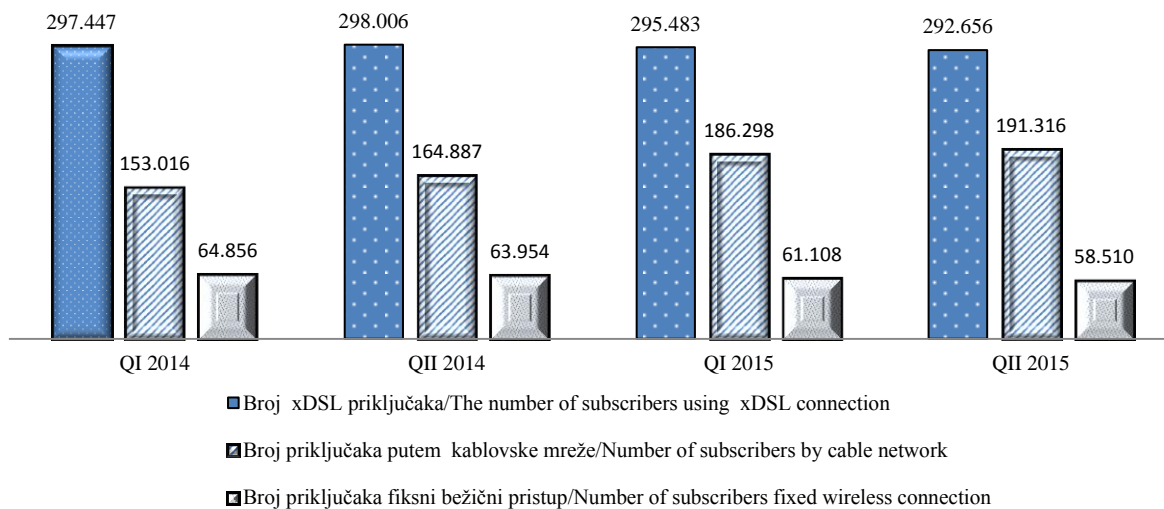 297.447
298.006
295.483
292.656
153.016
164.887
186.298
191.316
64.856
63.954
61.108
58.510
QI 2014
QII 2014
QI 2015
QII 2015
Broj xDSL priključaka/The number of subscribers using xDSL connection
Broj priključaka putem kablovske mreže/Number of subscribers by cable network
Broj priključaka fiksni bežični pristup/Number of subscribers fixed wireless connection